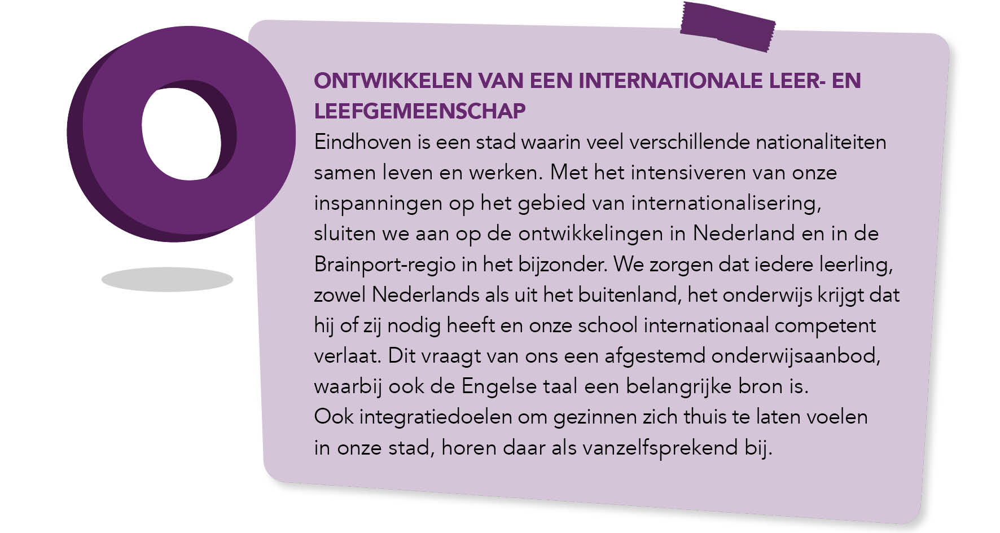 O
ONTWIKKELEN VAN EEN INTERNATIONALE LEER- EN
LEEFGEMEENSCHAP
Eindhoven is een stad waarin veel verschillende nationaliteiten
samen leven en werken. Met het intensiveren van onze
inspanningen op het gebied van internationalisering,
sluiten we aan op de ontwikkelingen in Nederland en in de
Brainport-regio in het bijzonder. We zorgen dat iedere leerling,
zowel Nederlands als uit het buitenland, het onderwijs krijgt dat
hij of zij nodig heeft en onze school internationaal competent
verlaat. Dit vraagt van ons een afgestemd onderwijsaanbod,
waarbij ook de Engelse taal een belangrijke bron is.
Ook integratiedoelen om gezinnen zich thuis te laten voelen
in onze stad, horen daar als vanzelfsprekend bij.